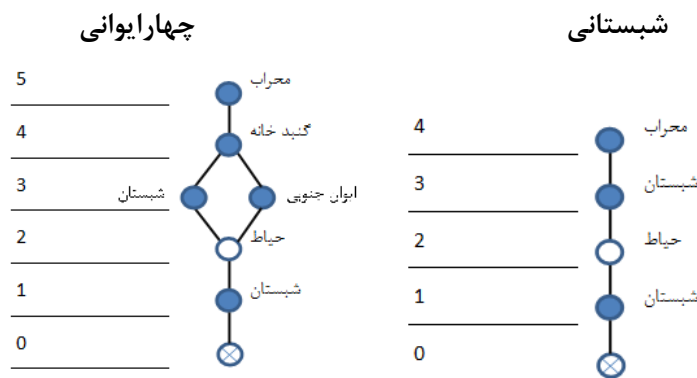 شبستانی
4
محراب
3
شبستان
2
حیاط
1
شبستان
0
چهارایوانی
5
محراب
4
گنبد خانه
3
ایوان جنوبی
شبستان
2
حیاط
1
شبستان
0